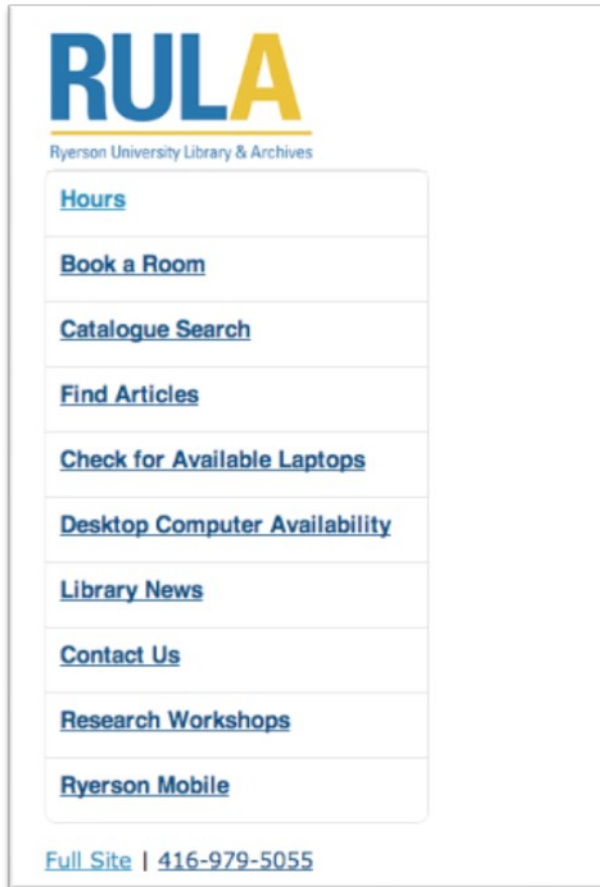 RULA
Ryerson University Library & Archives
Hours
Book a Room
Catalogue Search
Find Articles
Check for Available Laptops
Desktop Computer Availability
Library News
Contact Us
Research Workshops
Ryerson Mobile
Full Site | 416-979-5055